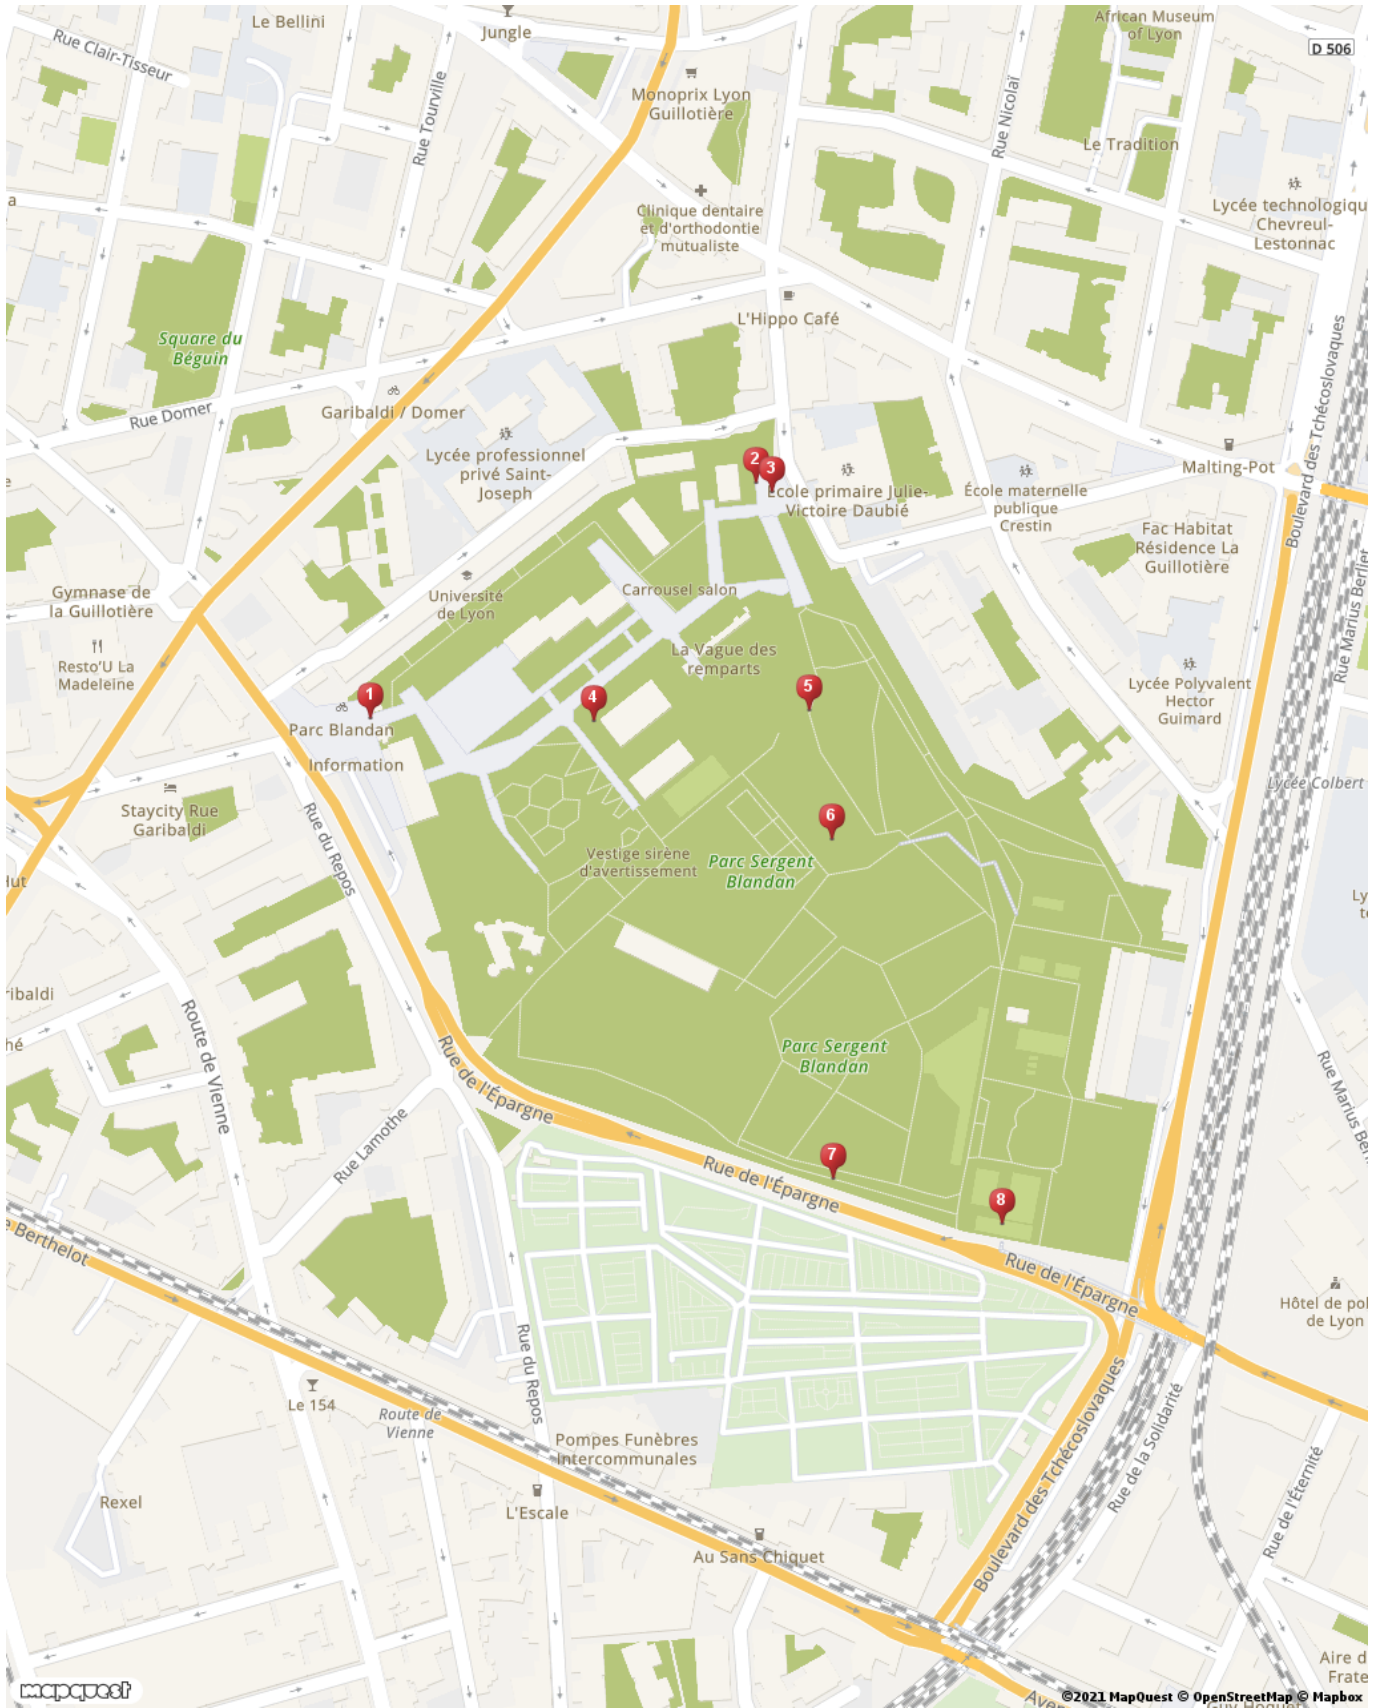 Le Bellini
Jungle
African Museum
of Lyon
D 506
Rue Clair-Tisseur
Rue Tourville
Monoprix Lyon
Guillotière
Rue Nicolaï
Le Tradition
a
Clinique dentaire
et d'orthodontie
mutualiste
Lycée technologiqu
Chevreul-
Lestonnac
L'Hippo Café
Square du
Béguin
Boulevard des Tchécoslovaques
Rue Domer
Garibaldi / Domer
Lycée professionnel
privé Saint-
Joseph
2
3
Malting-Pot
École primaire Julie-
Victoire Daubié
École maternelle
publique
Crestin
Fac Habitat
Résidence La
Guillotière
e
Gymnase de
la Guillotière
Université
de Lyon
Carrousel salon
Rue Marius Berliet
Resto'U La
Madeleine
La Vague des
remparts
Lycée Polyvalent
Hector
Guimard
1
4
5
Parc Blandan
Information
Lycée Colbert
Staycity Rue
Garibaldi
Rue du Repos
6
Vestige sirène
d'avertissement
Parc Sergent
Blandan
Hut
Ly
te
ribaldi
Route de Vienne
hé
Rue de l'Épargne
Parc Sergent
Blandan
Rue Marius Ber
Rue Lamothe
7
Rue de l'Épargne
8
e Berthelot
Rue de l'Épargne
Hôtel de pol
de Lyon
Rue du Repos
Le 154
Route de
Vienne
Boulevard des Tchécoslovaques
Rue de la Solidarité
Pompes Funèbres
Intercommunales
Rue de l'Éternité
Rexel
L'Escale
Au Sans Chiquet
Aire d
Frate
mapquest
Aven
Guy Hoquet
©2021 MapQuest © OpenStreetMap © Mapbox